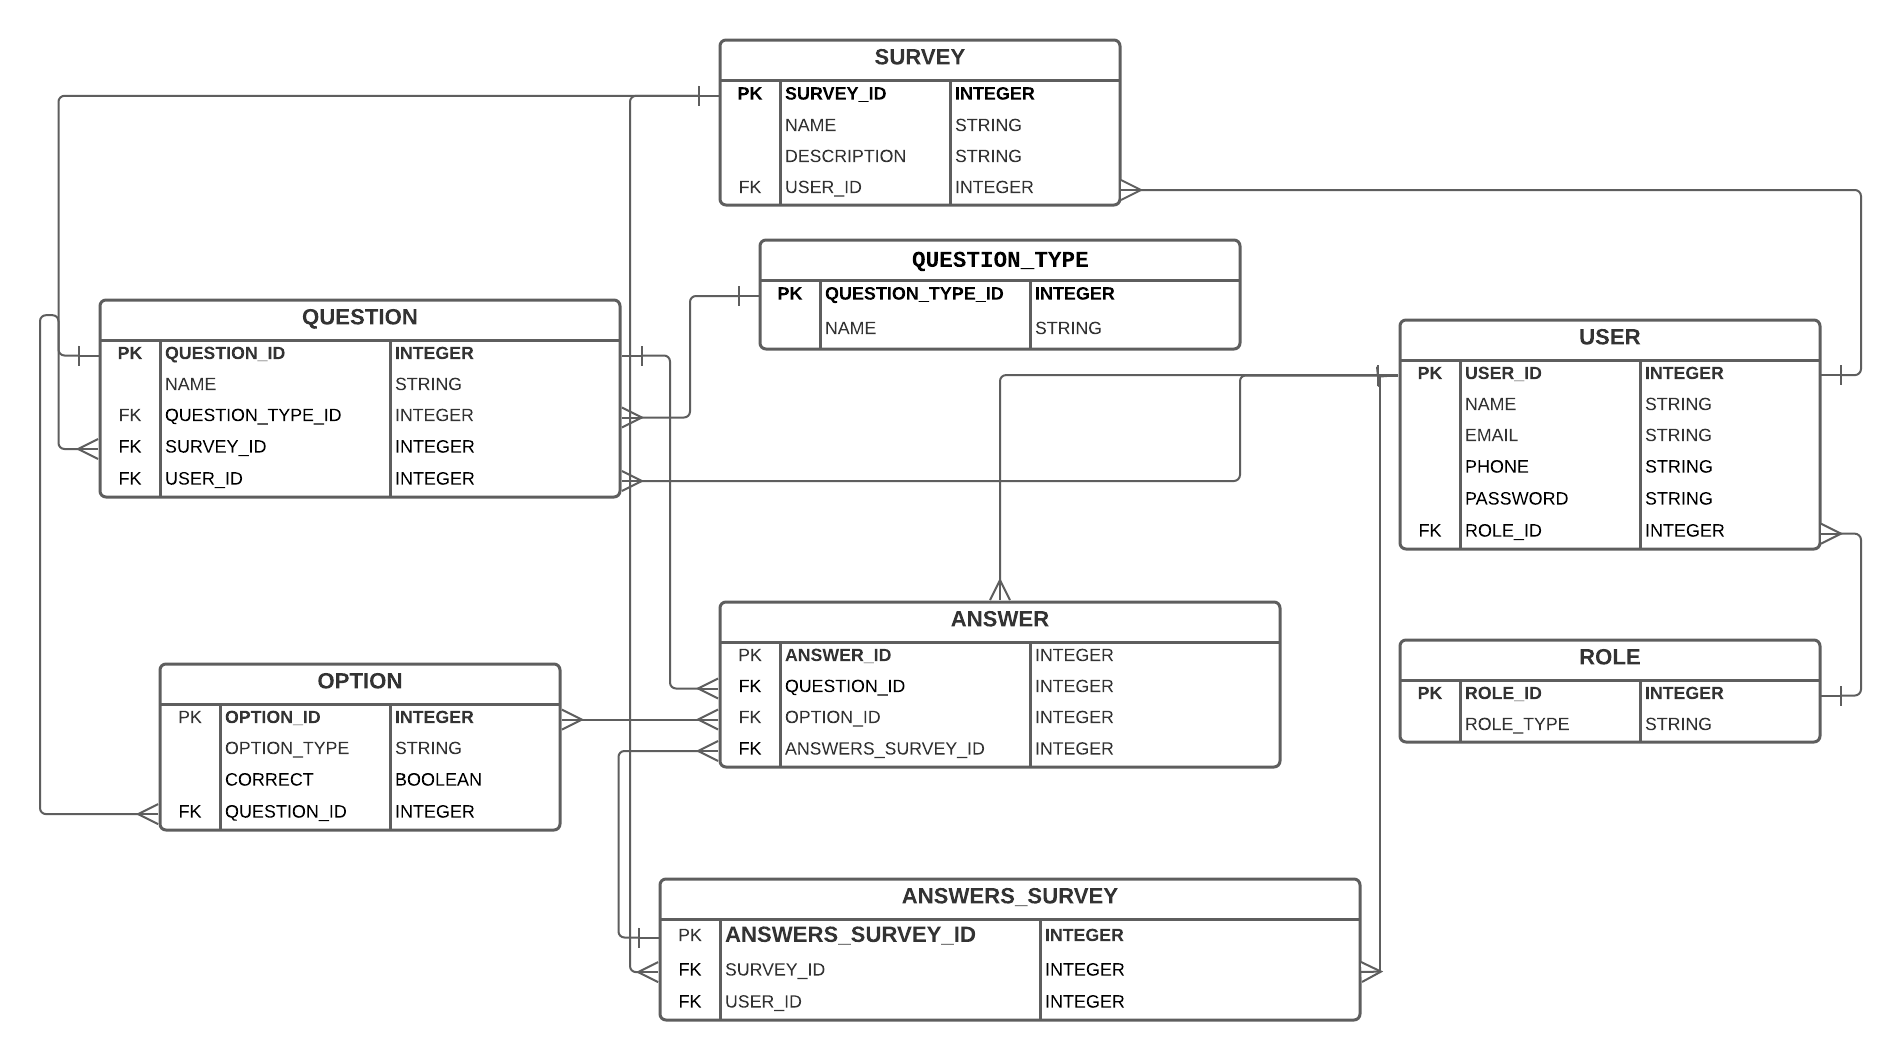 SURVEY
PK SURVEY_ID INTEGER
NAME STRING
DESCRIPTION STRING
FK USER_ID INTEGER
QUESTION_TYPE
PK QUESTION_TYPE_ID INTEGER
NAME STRING
QUESTION
PK QUESTION_ID INTEGER
NAME STRING
FK QUESTION_TYPE_ID INTEGER
FK SURVEY_ID INTEGER
FK USER_ID INTEGER
USER
PK USER_ID INTEGER
NAME STRING
EMAIL STRING
PHONE STRING
PASSWORD STRING
FK ROLE_ID INTEGER
ANSWER
PK ANSWER_ID INTEGER
FK QUESTION_ID INTEGER
FK OPTION_ID INTEGER
FK ANSWERS_SURVEY_ID INTEGER
ROLE
PK ROLE_ID INTEGER
ROLE_TYPE STRING
OPTION
PK OPTION_ID INTEGER
OPTION_TYPE STRING
CORRECT BOOLEAN
FK QUESTION_ID INTEGER
ANSWERS_SURVEY
PK ANSWERS_SURVEY_ID INTEGER
FK SURVEY_ID INTEGER
FK USER_ID INTEGER